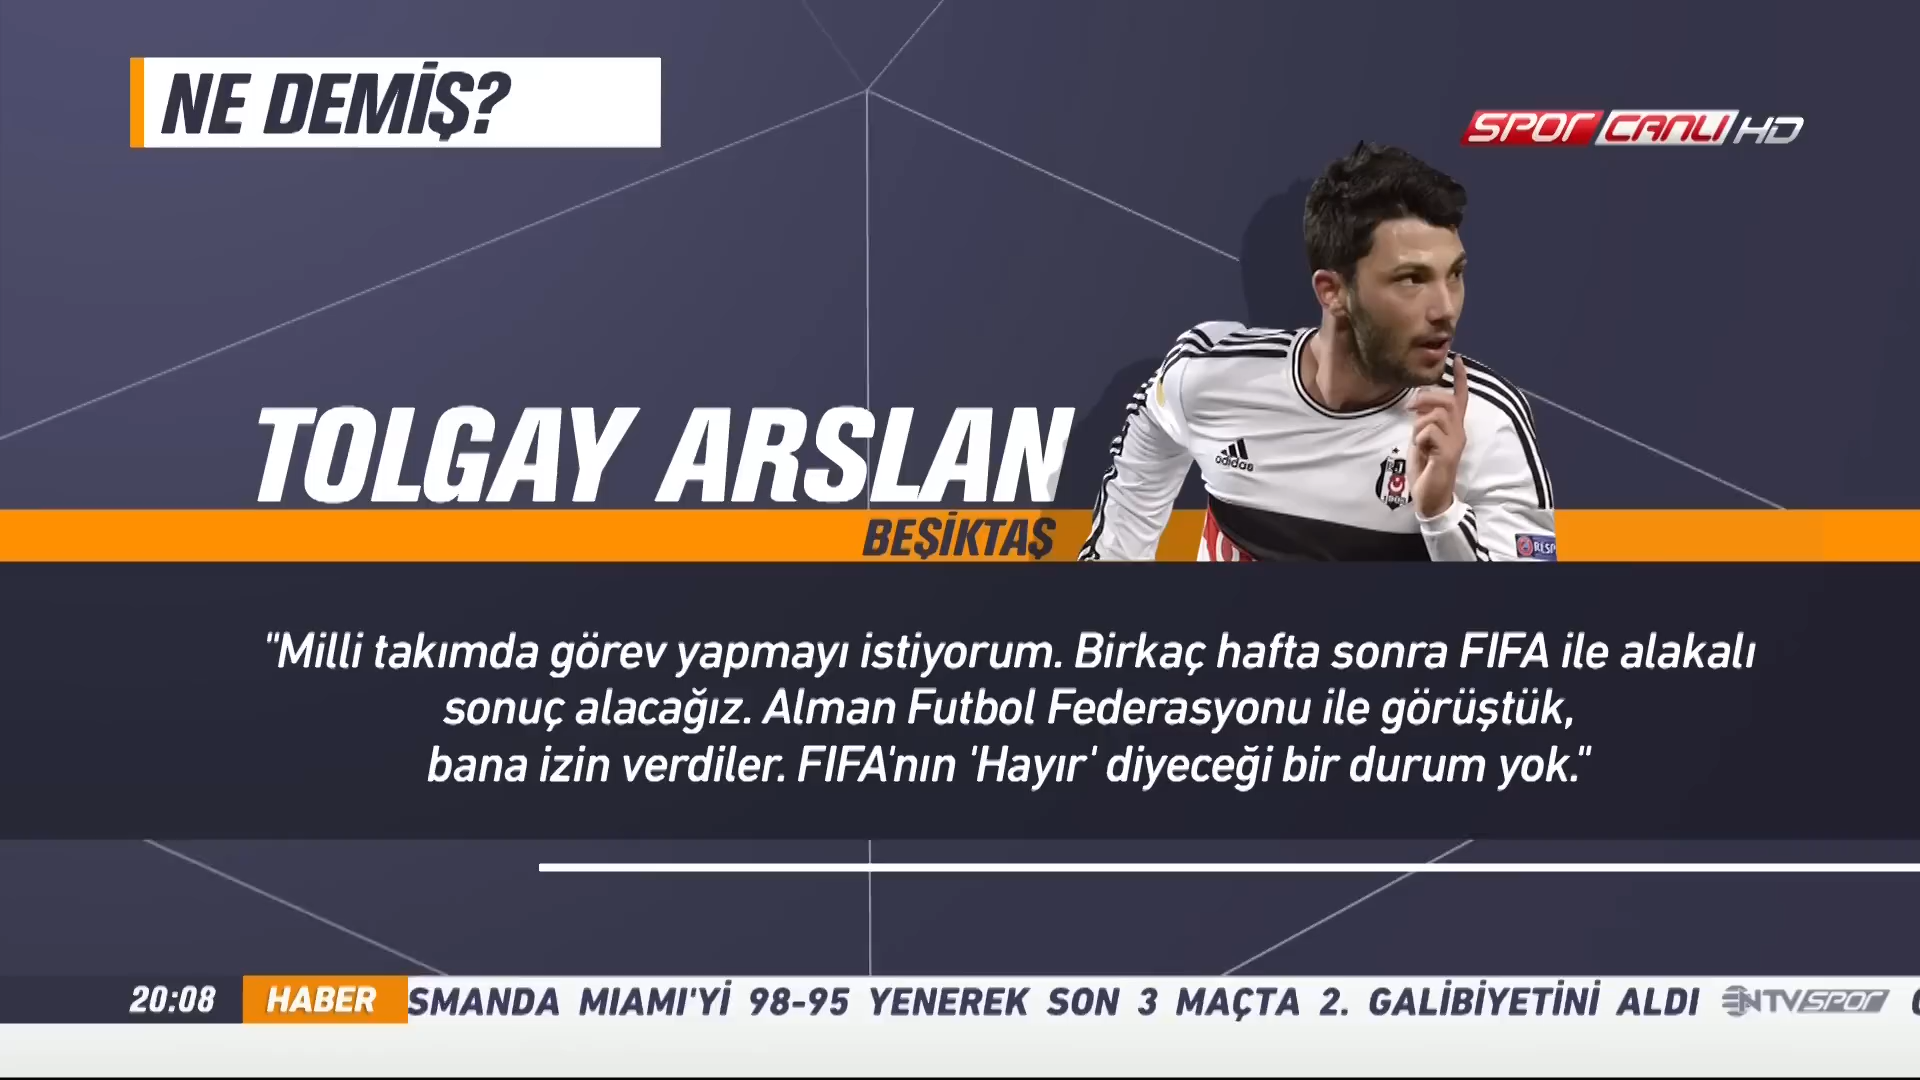 NE DEMİŞ?
SPOR CANLI HD
TOLGAY ARSLAN
BEŞİKTAŞ
adidas
"Milli takımda görev yapmayı istiyorum. Birkaç hafta sonra FIFA ile alakalı
sonuç alacağız. Alman Futbol Federasyonu ile görüştük,
bana izin verdiler. FIFA'nın 'Hayır' diyeceği bir durum yok."
20:08 HABER SMANDA MIAMI'Yİ 98-95 YENEREK SON 3 MAÇTA 2. GALİBİYETİNİ ALDI NTVSPOR